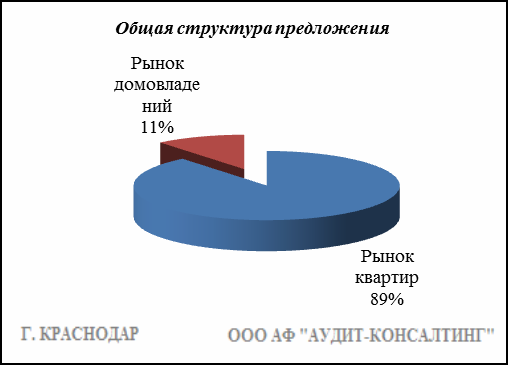 Общая структура предложения
Рынок
домовладе
ний
11%
Рынок
квартир
89%
Г. КРАСНОДАР
ООО АФ "АУДИТ-КОНСАЛТИНГ"